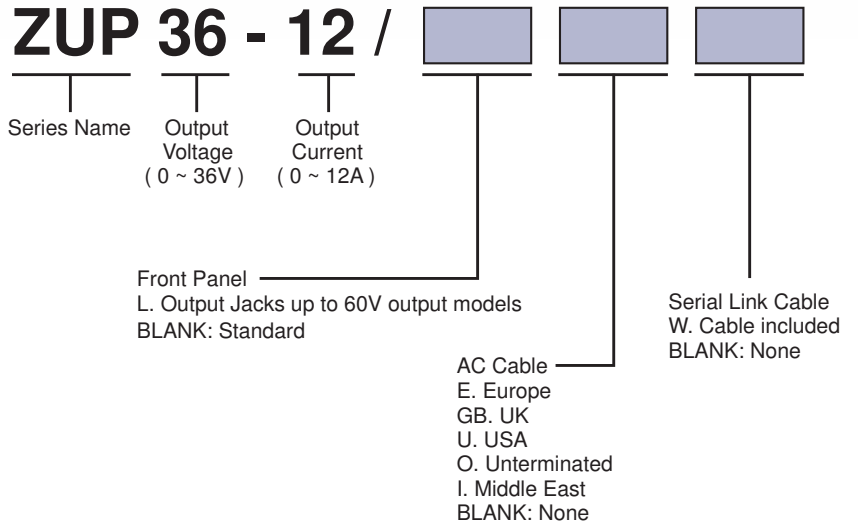 ZUP 36 - 12 /
Series Name
Output
Voltage
( 0 ~ 36V )
Output
Current
( 0 ~ 12A )
Front Panel
L. Output Jacks up to 60V output models
BLANK: Standard
Serial Link Cable
W. Cable included
BLANK: None
AC Cable
E. Europe
GB. UK
U. USA
O. Unterminated
I. Middle East
BLANK: None